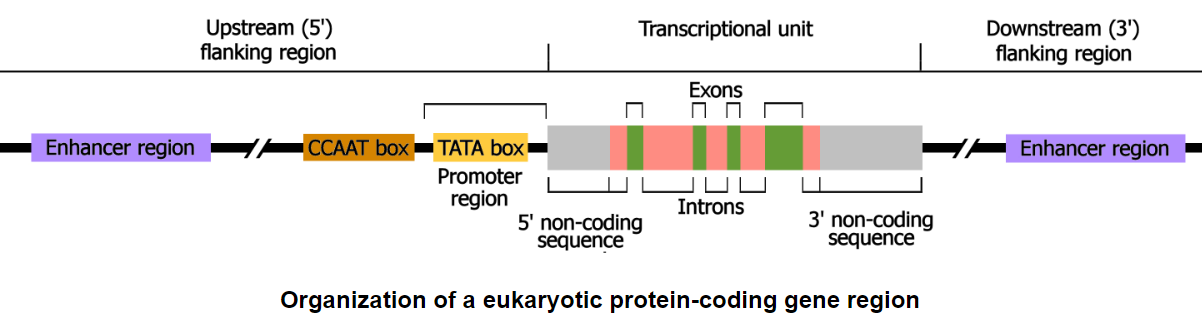 Upstream (5')
flanking region
Transcriptional unit
Downstream (3')
flanking region
Exons
Enhancer region
CCAAT box
TATA box
Enhancer region
Promoter
region
Introns
5' non-coding
sequence
3' non-coding
sequence
Organization of a eukaryotic protein-coding gene region